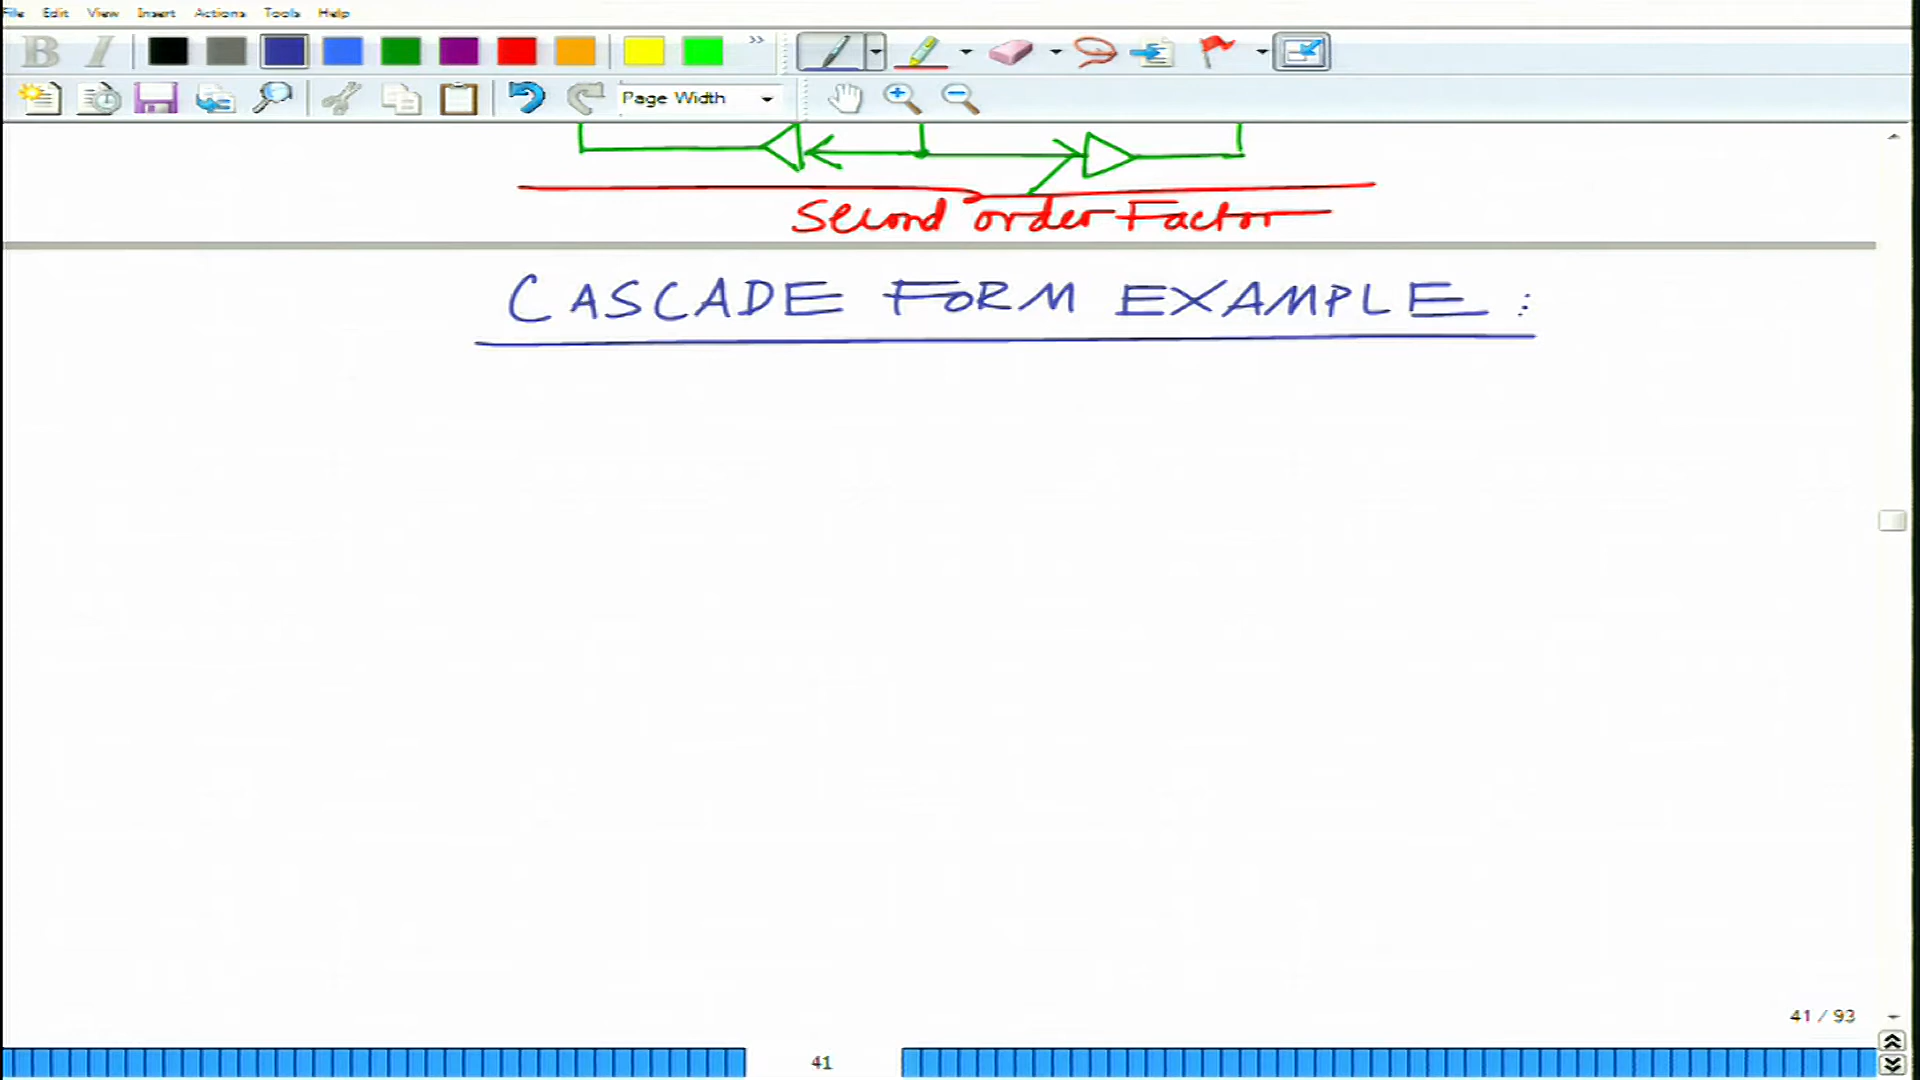 File Edit View Insert Actions Tools Help
B I
Page Width
Second order Factor
CASCADE FORM EXAMPLE :
41 / 93
41